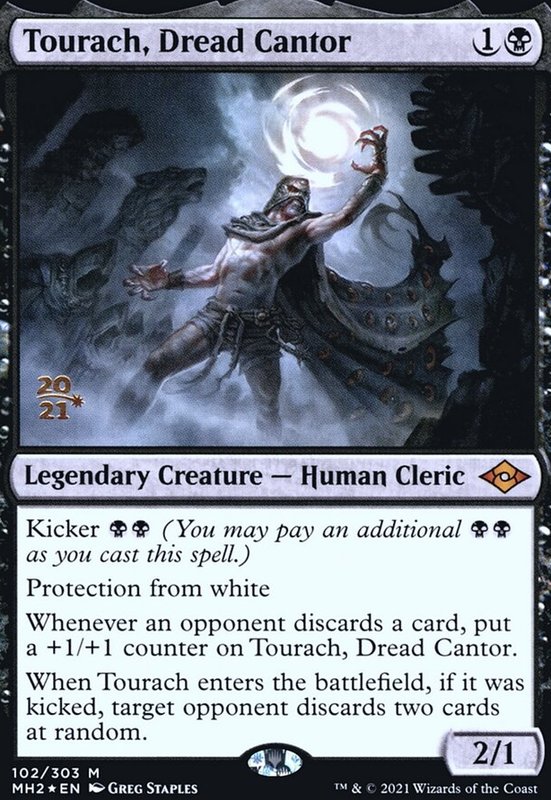 Tourach, Dread Cantor 1
20
21
Legendary Creature — Human Cleric
Kicker (You may pay an additional
as you cast this spell.)
Protection from white
Whenever an opponent discards a card, put
a +1/+1 counter on Tourach, Dread Cantor.
When Tourach enters the battlefield, if it was
kicked, target opponent discards two cards
at random.
2/1
102/303 M
MH2★EN Greg Staples
™ & © 2021 Wizards of the Coast